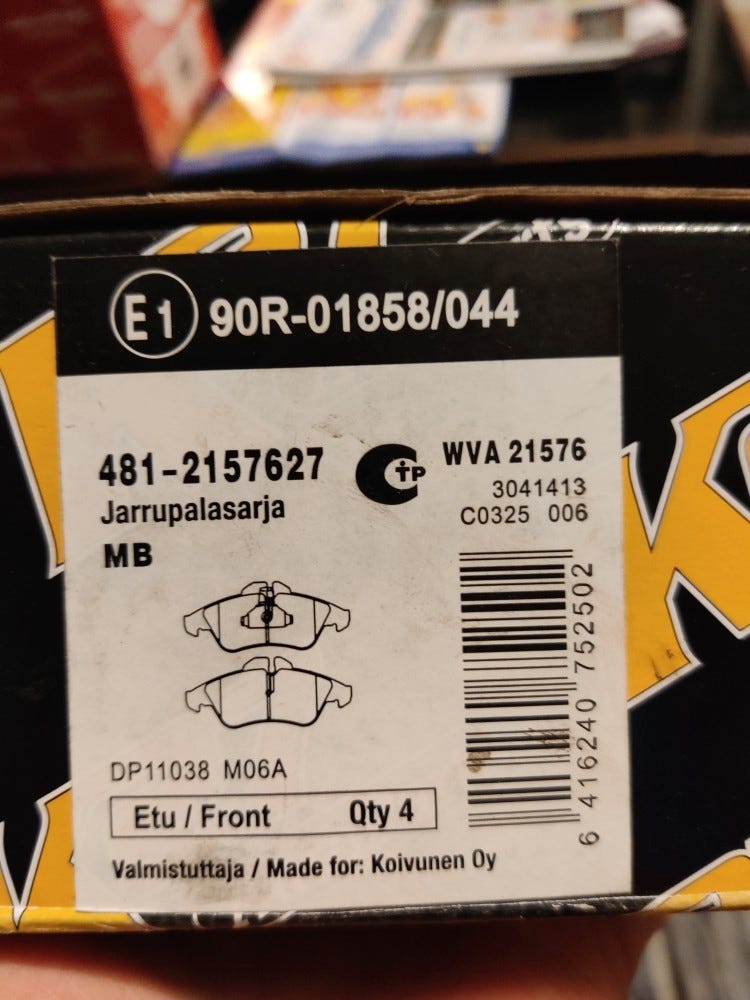 E1 90R-01858/044
481-2157627
Jarrupalasarja
MB
TP
WVA 21576
3041413
C0325 006
DP11038 M06A
Etu / Front Qty 4
Valmistuttaja / Made for: Koivunen Oy
6 416240 752502